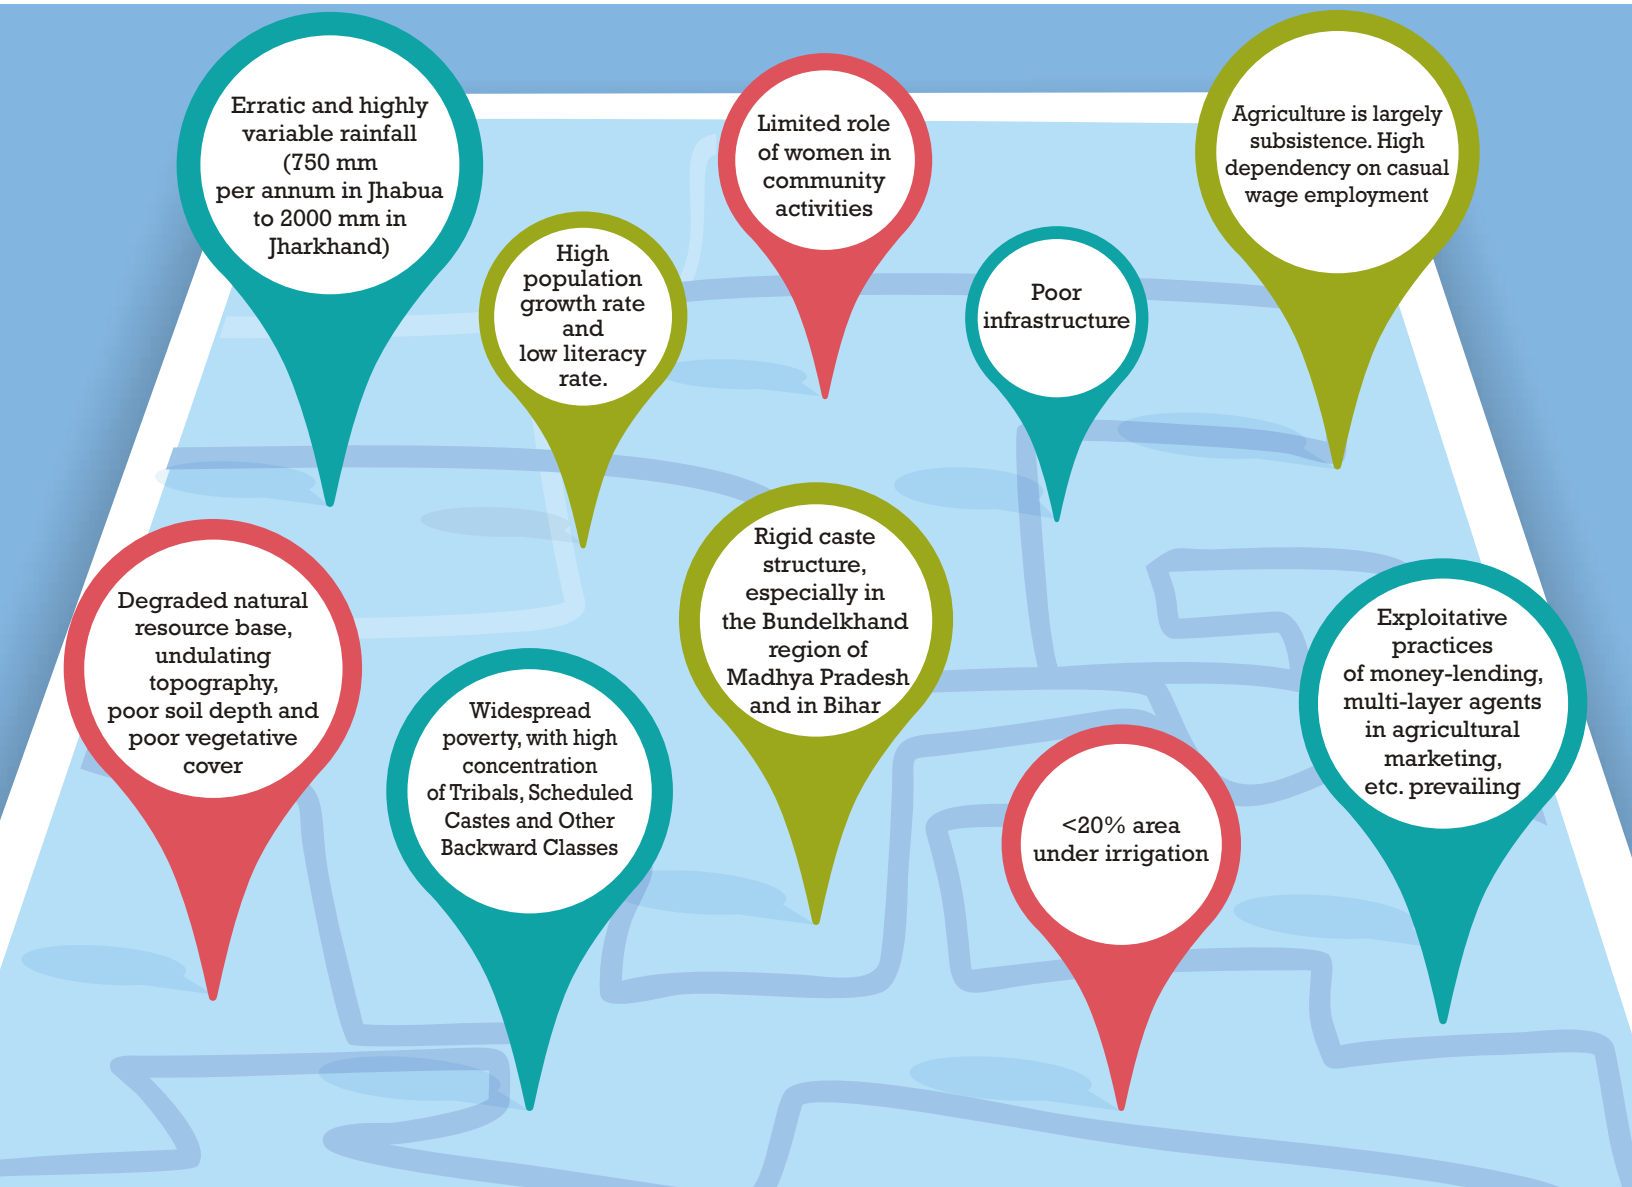 Erratic and highly
variable rainfall
(750 mm
per annum in Jhabua
to 2000 mm in
Jharkhand)
High
population
growth rate
and
low literacy
rate.
Limited role
of women in
community
activities
Poor
infrastructure
Agriculture is largely
subsistence. High
dependency on casual
wage employment
Degraded natural
resource base,
undulating
topography,
poor soil depth and
poor vegetative
cover
Widespread
poverty, with high
concentration
of Tribals, Scheduled
Castes and Other
Backward Classes
Rigid caste
structure,
especially in
the Bundelkhand
region of
Madhya Pradesh
and in Bihar
<20% area
under irrigation
Exploitative
practices
of money-lending,
multi-layer agents
in agricultural
marketing,
etc. prevailing